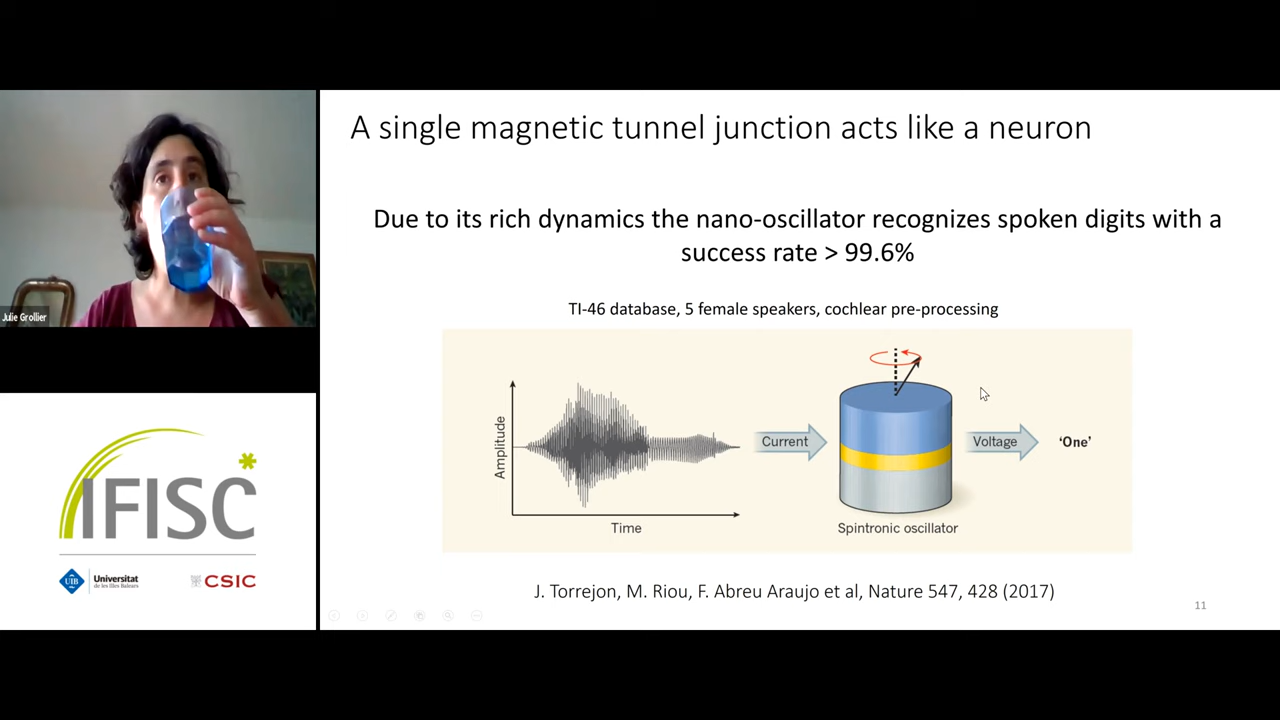 A single magnetic tunnel junction acts like a neuron
Due to its rich dynamics the nano-oscillator recognizes spoken digits with a
success rate > 99.6%
TI-46 database, 5 female speakers, cochlear pre-processing
Amplitude
Time
Current
Spintronic oscillator
Voltage
‘One’
J. Torrejon, M. Riou, F. Abreu Araujo et al, Nature 547, 428 (2017)
11
Julie Grollier
IFISC
UIB
Universitat
de les Illes Balears
CSIC